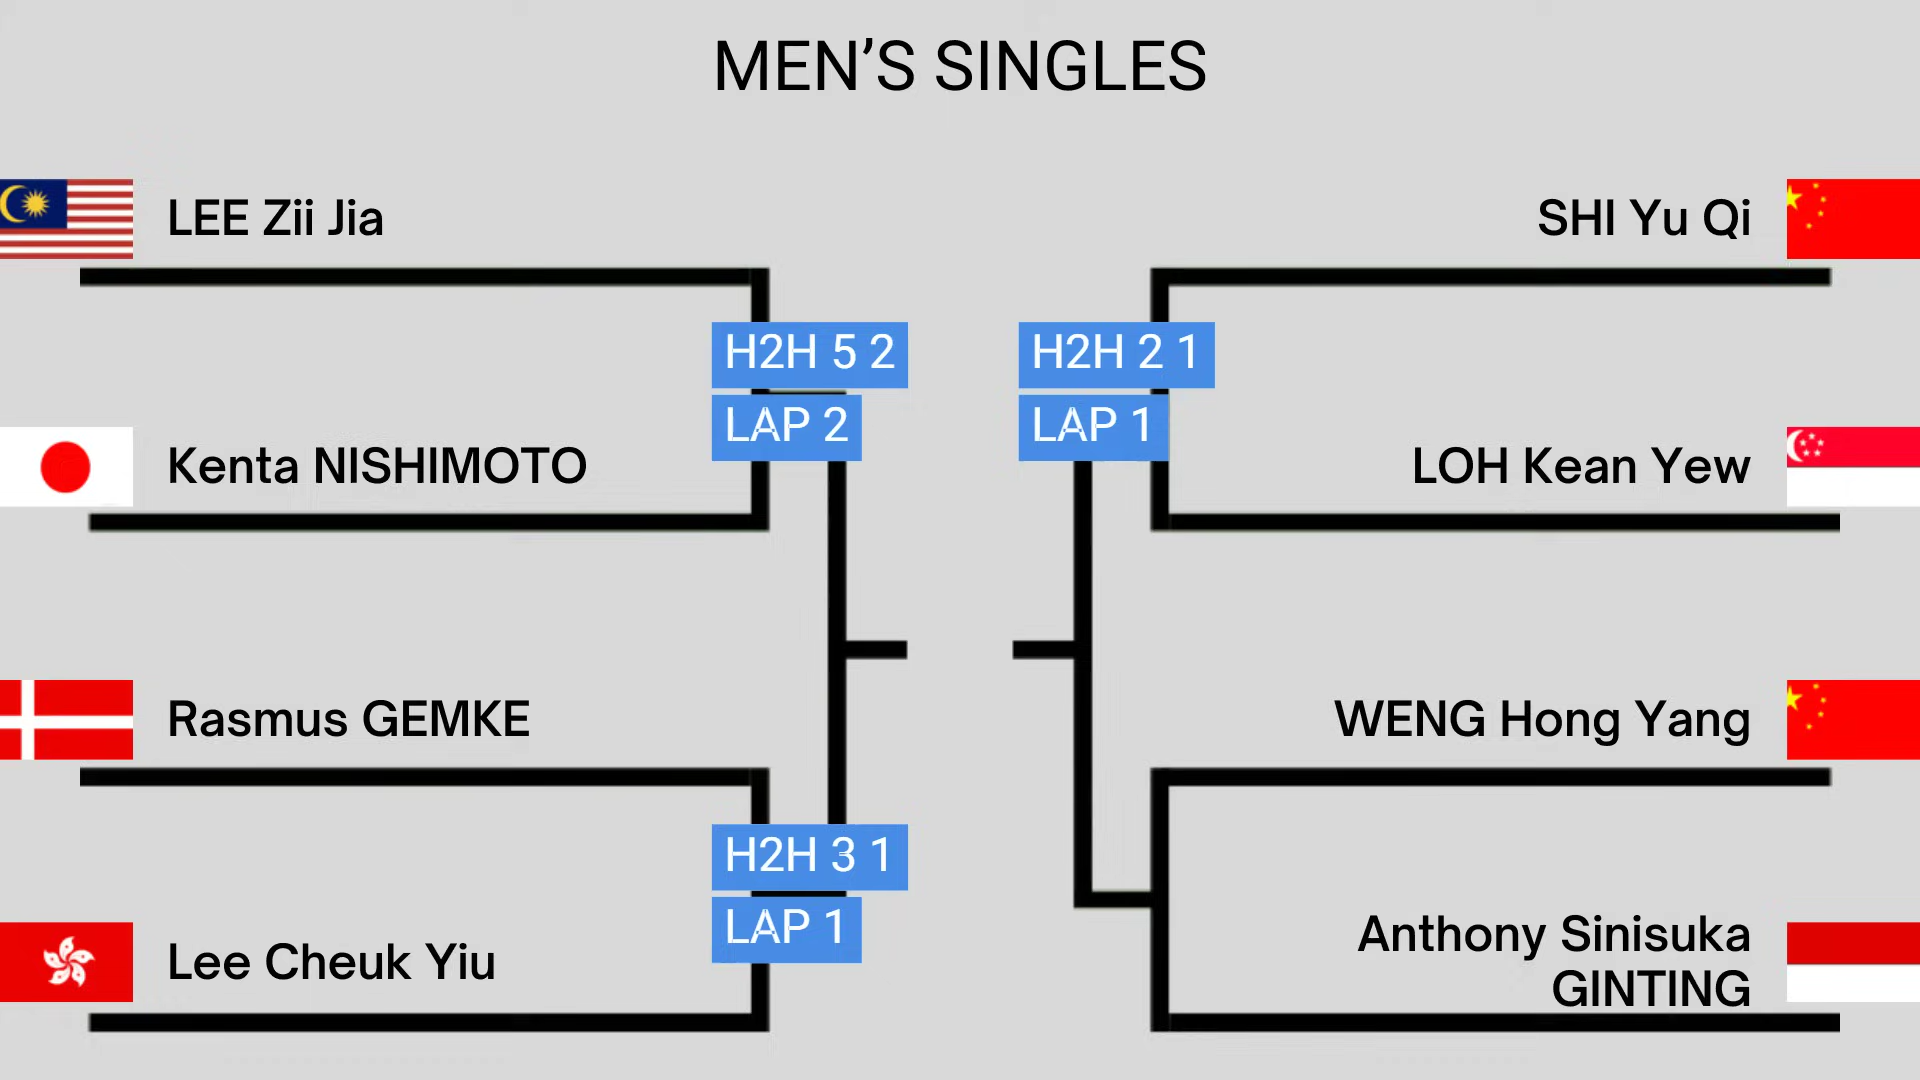 MEN’S SINGLES
LEE Zii Jia
H2H 5 2
LAP 2
Kenta NISHIMOTO
Rasmus GEMKE
H2H 3 1
LAP 1
Lee Cheuk Yiu
SHI Yu Qi
H2H 2 1
LAP 1
LOH Kean Yew
WENG Hong Yang
Anthony Sinisuka
GINTING